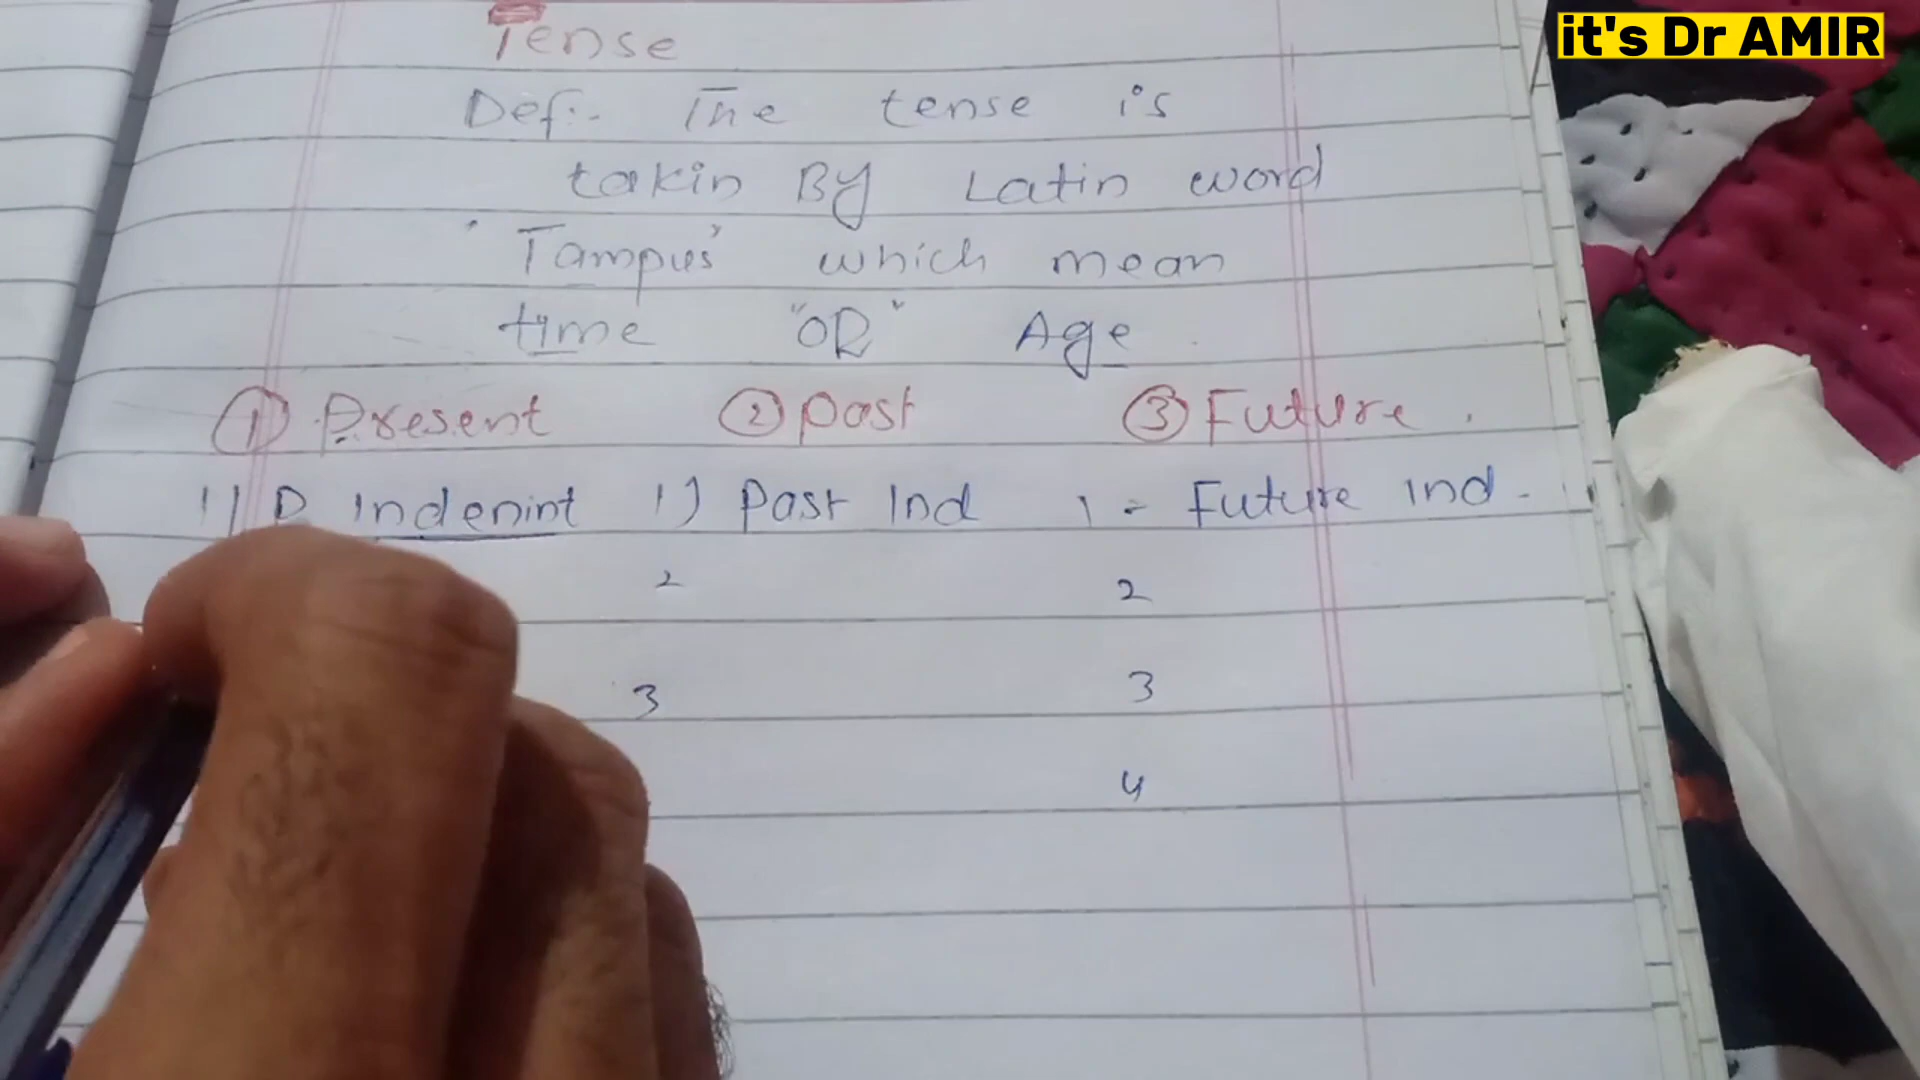 it's Dr AMIR
Tense
Def:- The tense is
takin By Latin word
'Tampus' which mean
time "OR" Age
① Present ② past ③ Future.
1) P indenint 1) Past Ind 1 - Future ind -
2 2
3 3
4